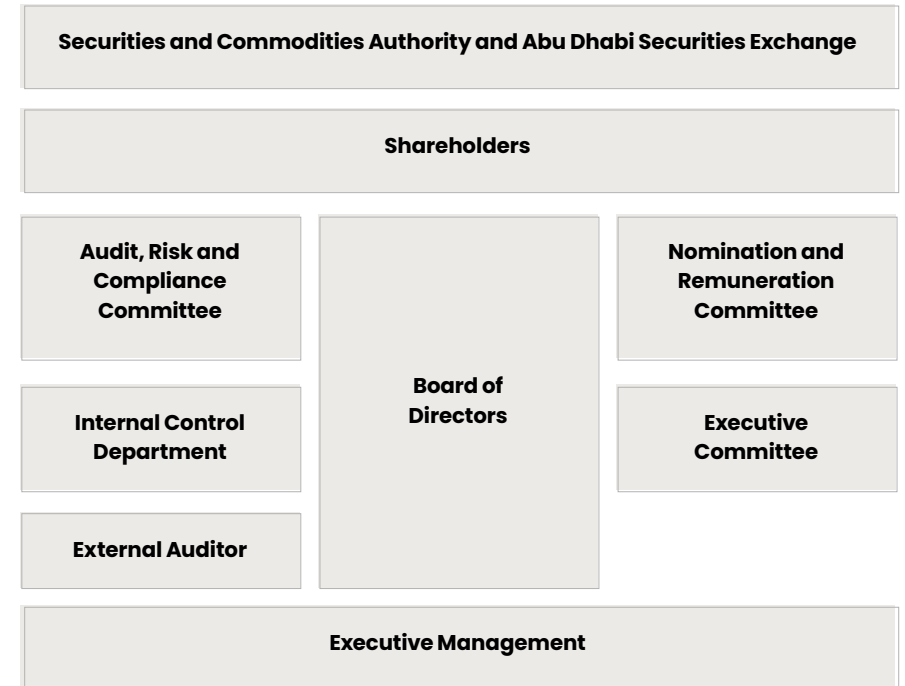 Securities and Commodities Authority and Abu Dhabi Securities Exchange
Shareholders
Audit, Risk and
Compliance
Committee
Internal Control
Department
External Auditor
Board of
Directors
Nomination and
Remuneration
Committee
Executive
Committee
Executive Management